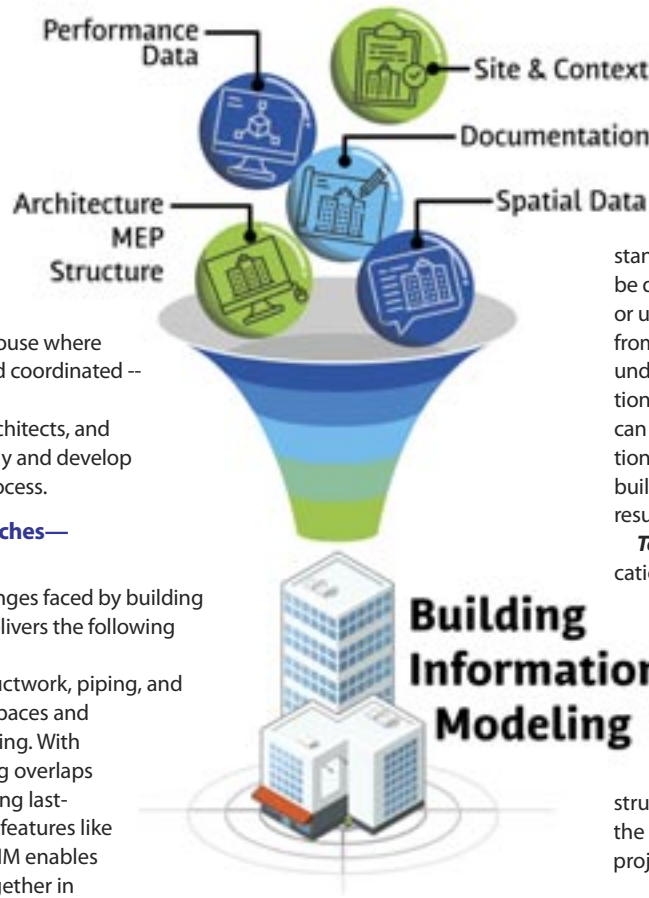 Performance
Data
Site & Context
Documentation
Architecture
MEP
Structure
Spatial Data
ouse where
d coordinated --
chitects, and
y and develop
ocess.
ches—
nges faced by building
livers the following
uctwork, piping, and
paces and
ing. With
g overlaps
ng last-
features like
IM enables
gether in
Building
Information
Modeling
stan
be
or u
from
und
tion
can
tion
buil
resu
To
catio
stru
the
proj